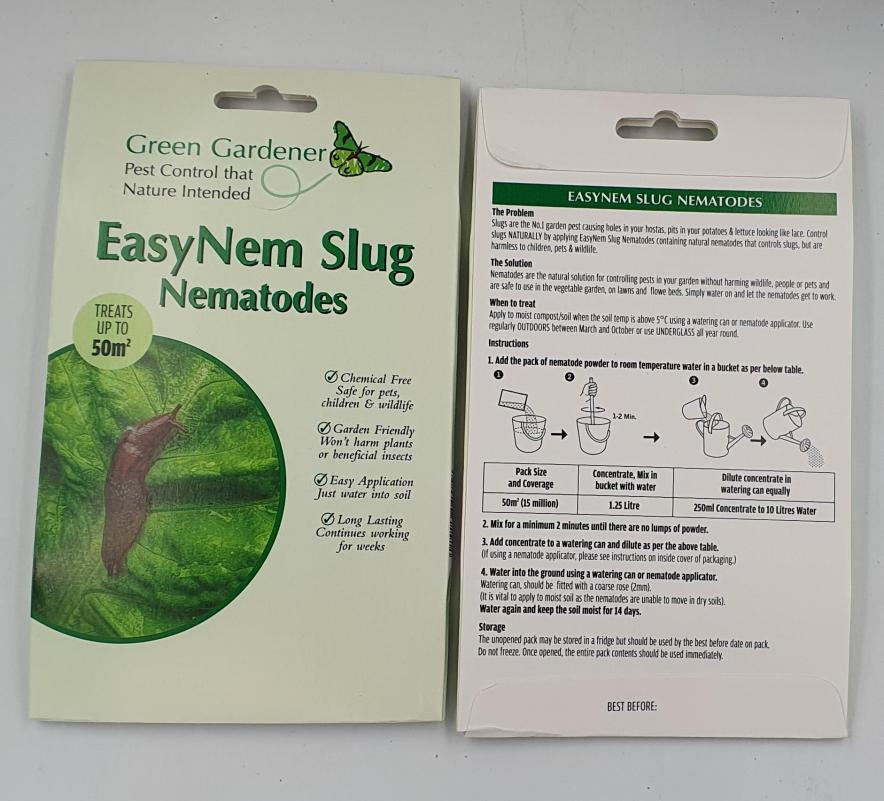 Green Gardener
Pest Control that
Nature Intended
EasyNem Slug
Nematodes
TREATS
UP TO
50m²
Chemical Free
Safe for pets,
children & wildlife
Garden Friendly
Won't harm plants
or beneficial insects
Easy Application
Just water into soil
Long Lasting
Continues working
for weeks
EASYNEM SLUG NEMATODES
The Problem
Slugs are the No.1 garden pest causing holes in your hostas, pits in your potatoes & lettuce looking like lace. Control
slugs NATURALLY by applying EasyNem Slug Nematodes containing natural nematodes that controls slugs, but are
harmless to children, pets & wildlife.
The Solution
Nematodes are the natural solution for controlling pests in your garden without harming wildlife, people or pets and
are safe to use in the vegetable garden, on lawns and flowe beds. Simply water on and let the nematodes get to work.
When to treat
Apply to moist compost/soil when the soil temp is above 5°C using a watering can or nematode applicator. Use
regularly OUTDOORS between March and October or use UNDERGLASS all year round.
Instructions
1. Add the pack of nematode powder to room temperature water in a bucket as per below table.
1 2 3 4
1-2 Min.
Pack Size
and Coverage
Concentrate, Mix in
bucket with water
Dilute concentrate in
watering can equally
50m² (15 million) 1.25 Litre 250ml Concentrate to 10 Litres Water
2. Mix for a minimum 2 minutes until there are no lumps of powder.
3. Add concentrate to a watering can and dilute as per the above table.
(If using a nematode applicator, please see instructions on inside cover of packaging.)
4. Water into the ground using a watering can or nematode applicator.
Watering can, should be fitted with a coarse rose (2mm).
(It is vital to apply to moist soil as the nematodes are unable to move in dry soils).
Water again and keep the soil moist for 14 days.
Storage
The unopened pack may be stored in a fridge but should be used by the best before date on pack.
Do not freeze. Once opened, the entire pack contents should be used immediately.
BEST BEFORE: